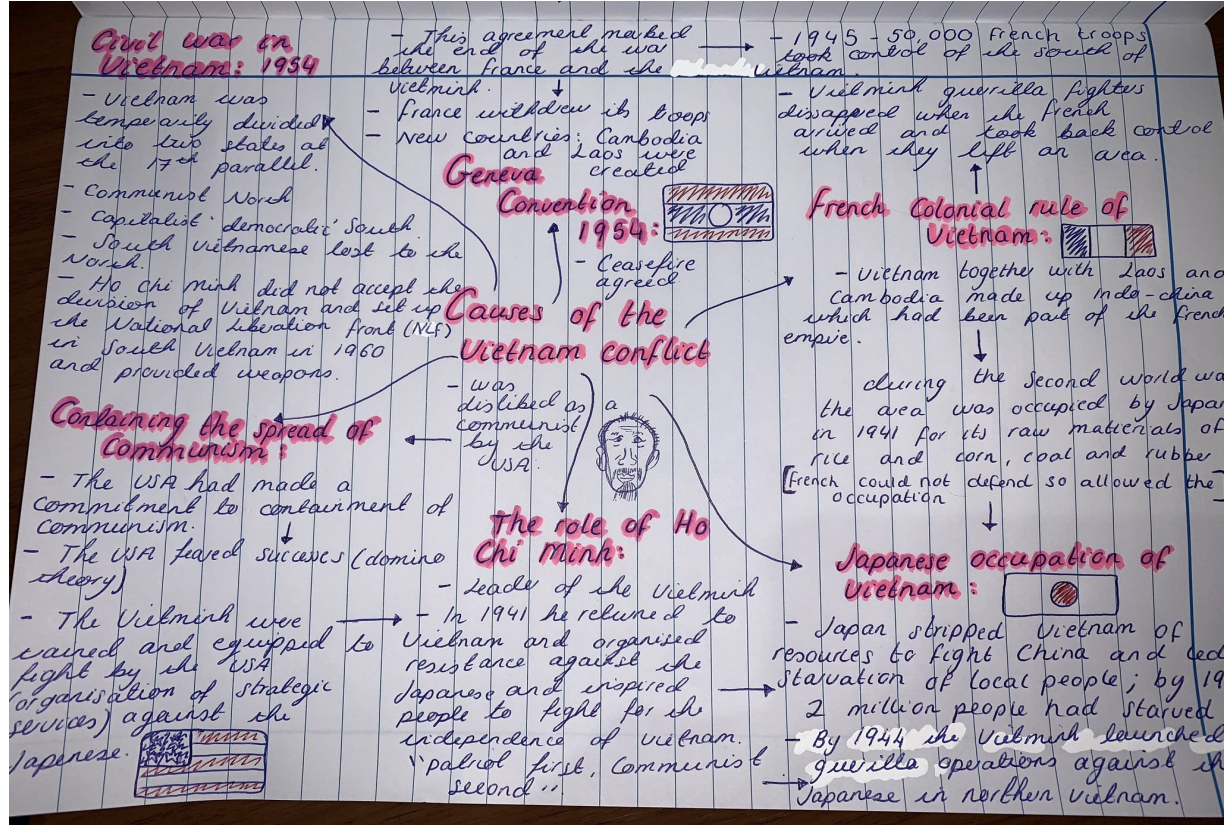 Causes of the
Vietnam conflict
Civil war in
Vietnam: 1954
- Vietnam was
temperarily divided
into two states at
the 17th parallel.
- Communist North
- Capitalist 'democratic' South
- South Vietnamese lost to the
North.
- Ho chi minh did not accept the
division of Vietnam and set up
the National Liberation front (NLF)
in South Vietnam in 1960
and provided weapons.
Geneva
Convention
1954:
- Ceasefire
agreed
- This agreement marked
the end of the war
between France and the
Vietminh.
- France withdrew its troops
- New countries; Cambodia
and Laos were
created
French Colonial rule of
Vietnam:
- 1945 - 50,000 French troops
took control of the south of
Vietnam.
- Vietminh guerilla fighters
disappeed when the French
arrived and took back control
when they left an area.
- Vietnam together with Laos and
Cambodia made up Indo-china
which had been part of the French
empire.
during the second world wa
the area was occupied by Japan
in 1941 for its raw materials of
rice and corn, coal and rubber
[French could not defend so allowed the]
occupation
Containing the spread of
Communism:
- The USA had made a
commitment to containment of
Communism.
- The USA feared successes (domino
theory)
- The Vietminh were
trained and equipped to
fight by the USA
(organisation of strategic
services) against the
Japanese.
- was
disliked as a
communist
by the
USA.
The role of Ho
Chi Minh:
- Leader of the Vietminh
- In 1941 he returned to
Vietnam and organised
resistance against the
Japanese and inspired
people to fight for the
independence of Vietnam.
"patriot first, Communist
second".
Japanese occupation of
Vietnam:
- Japan stripped Vietnam of
resources to fight China and led
starvation of local people; by 19
2 million people had starved
- By 1944 the Vietminh launched
guerilla operations against th
Japanese in northern Vietnam.